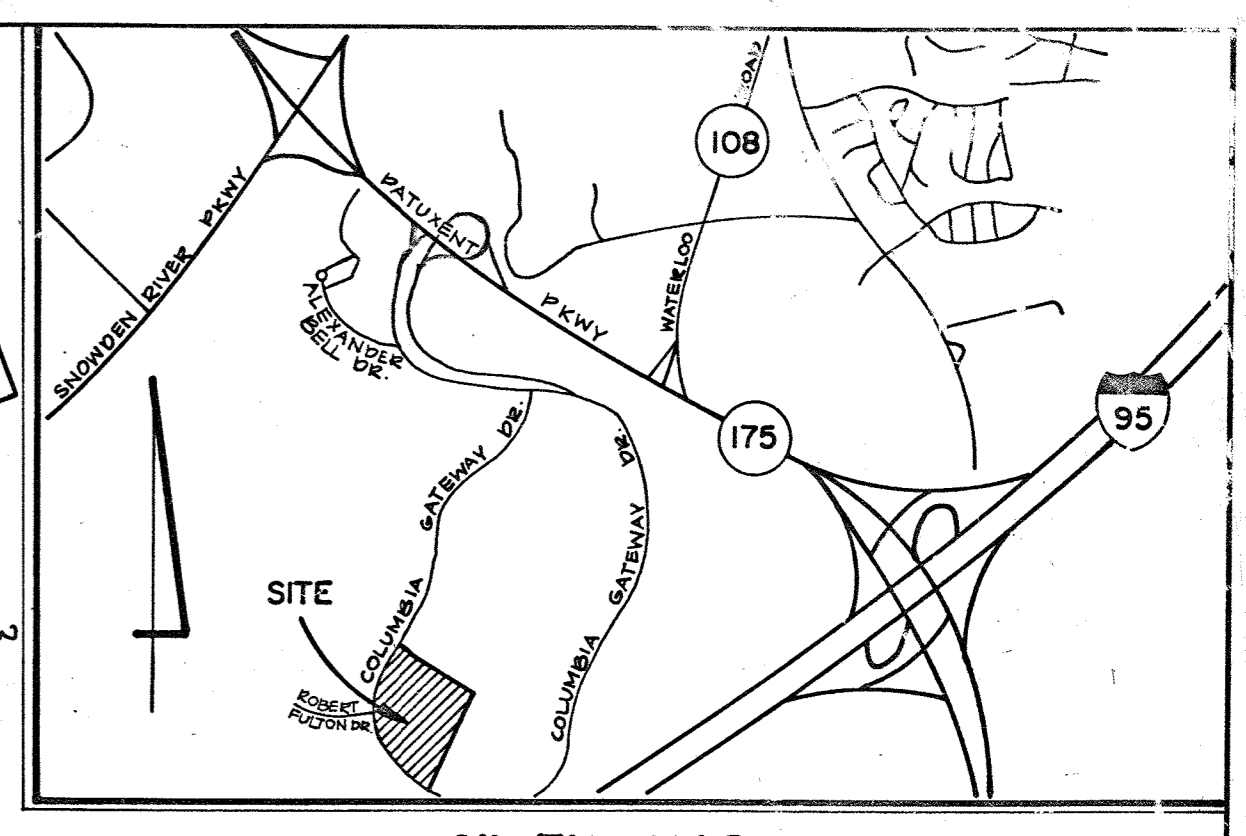 108
WATERLOO
PATUXENT
PKWY
SNOWDEN RIVER PKWY
ALEXANDER
BELL DR.
175
95
COLUMBIA GATEWAY DR.
COLUMBIA GATEWAY DR.
SITE
ROBERT
FULTON DR.